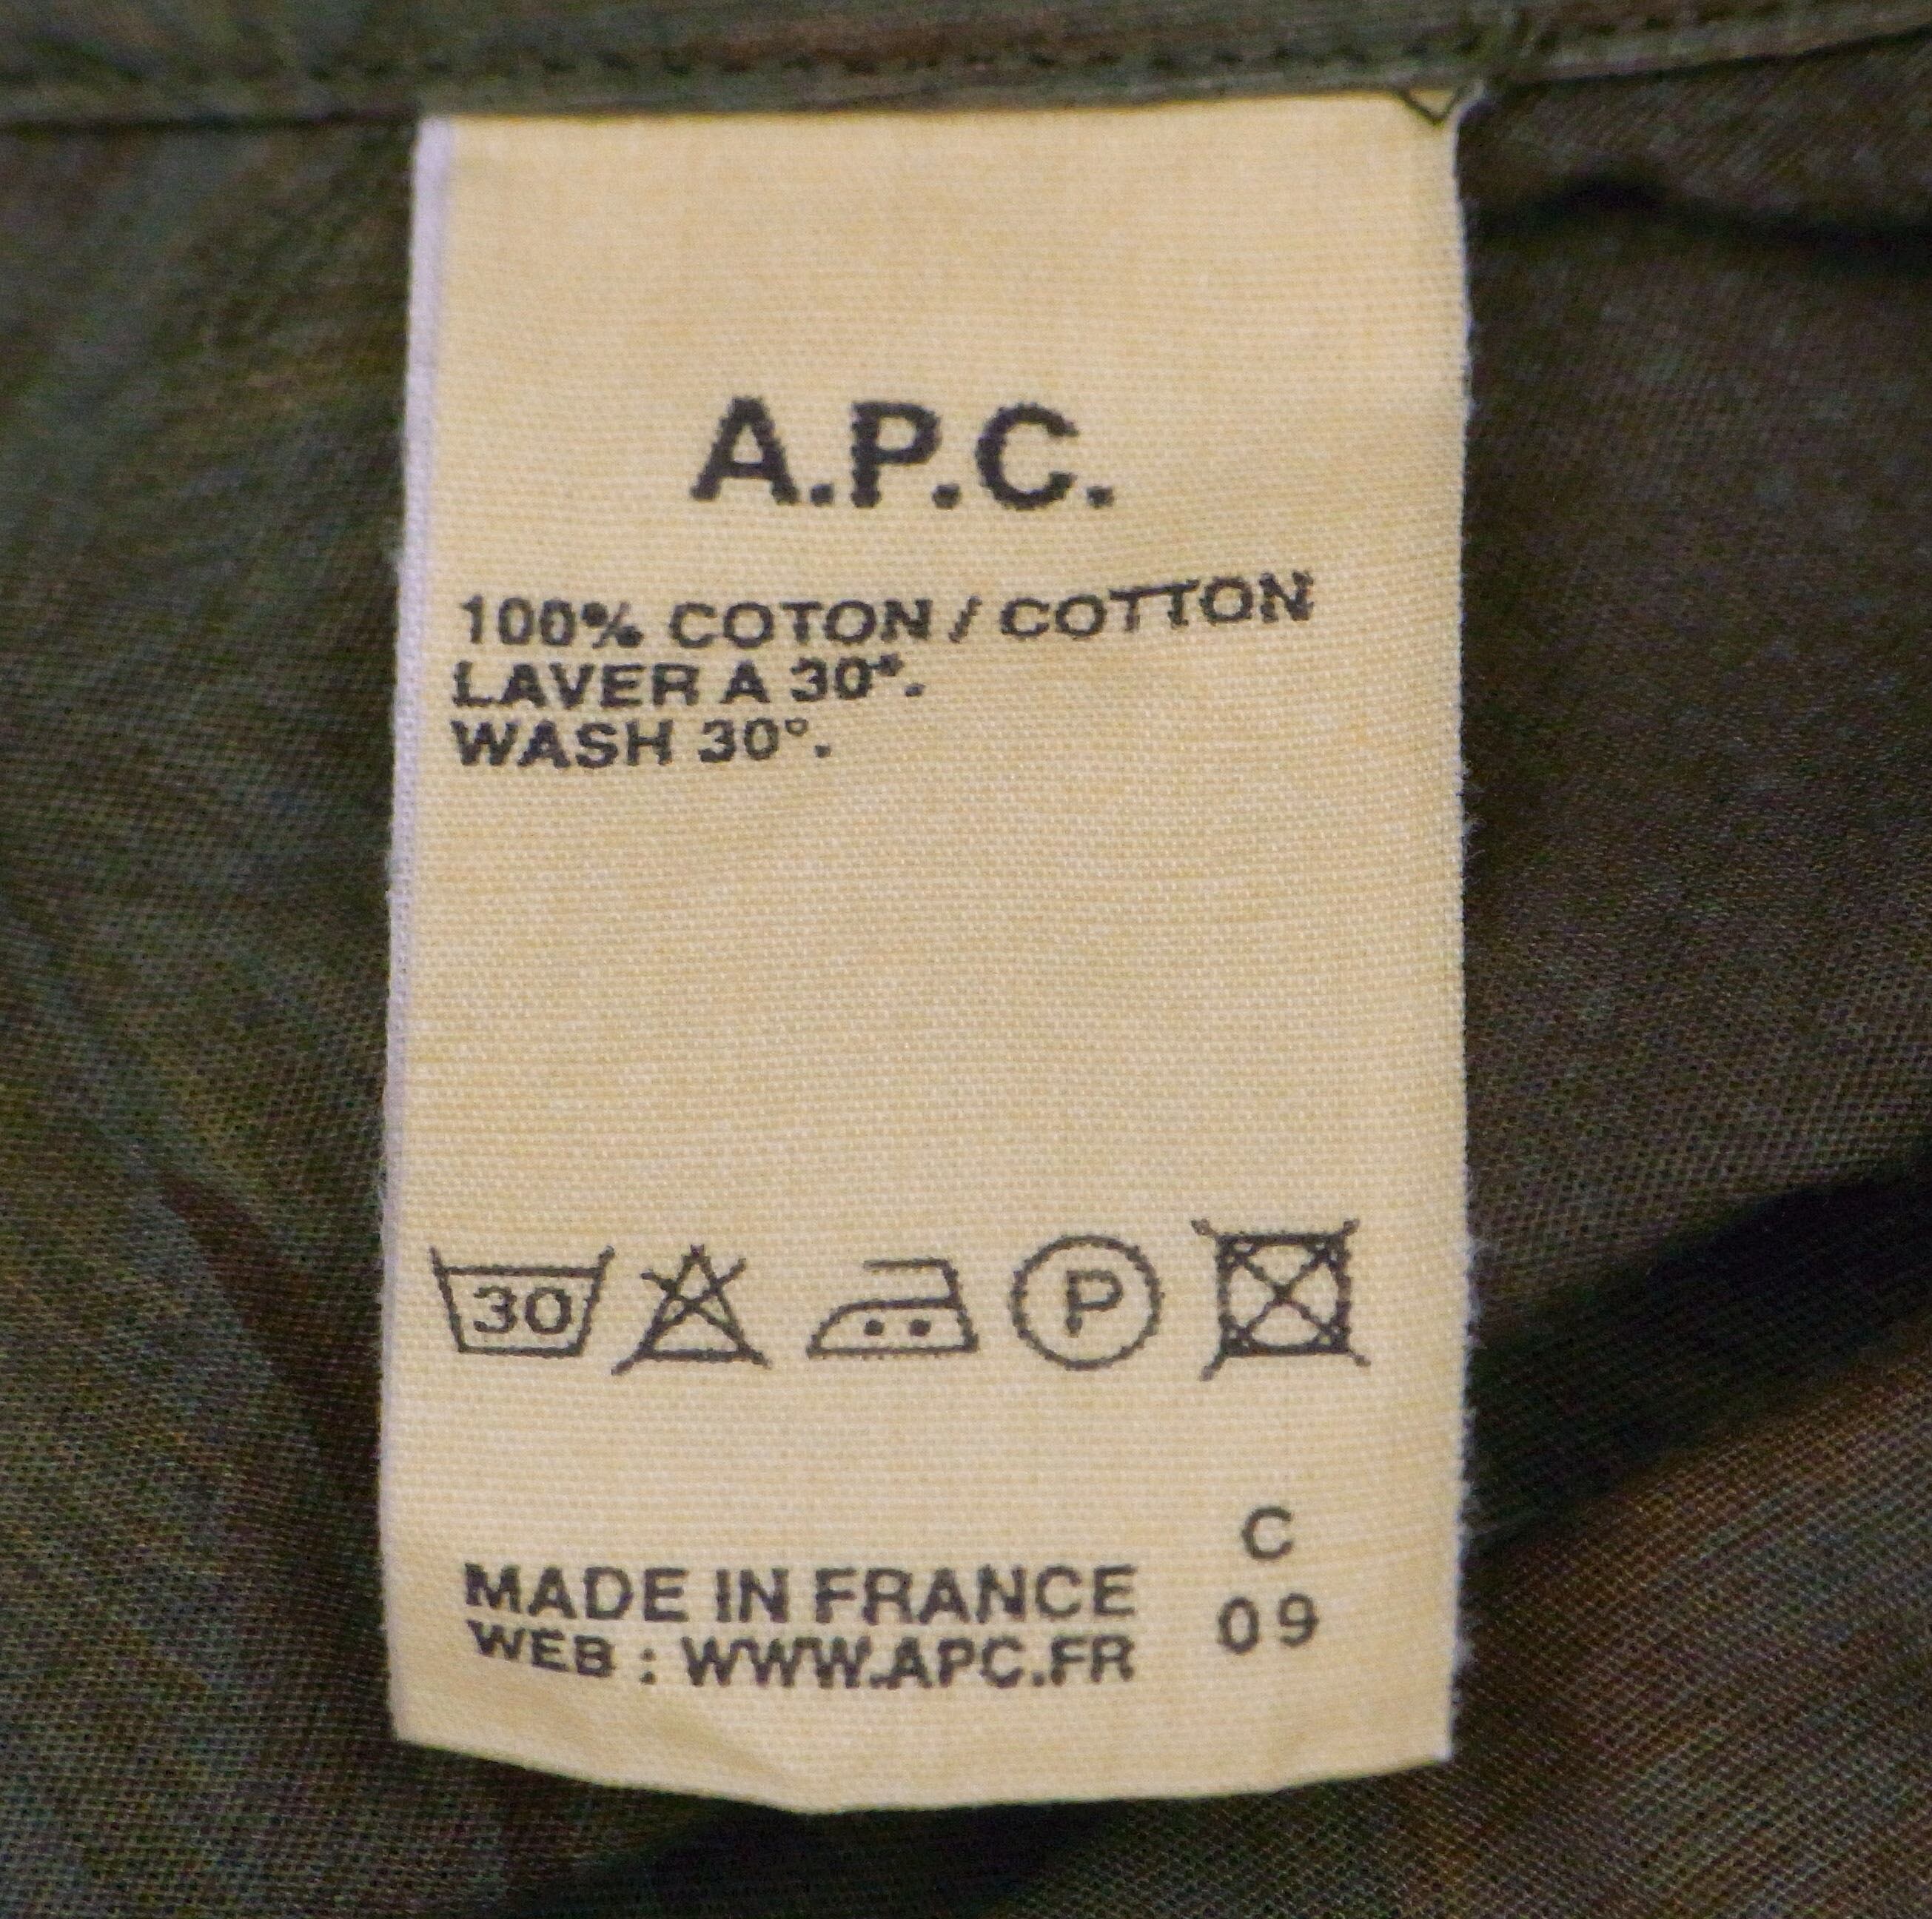 A.P.C.
100% COTON / COTTON
LAVER A 30°.
WASH 30°.
30 P
C
MADE IN FRANCE 09
WEB : WWW.APC.FR